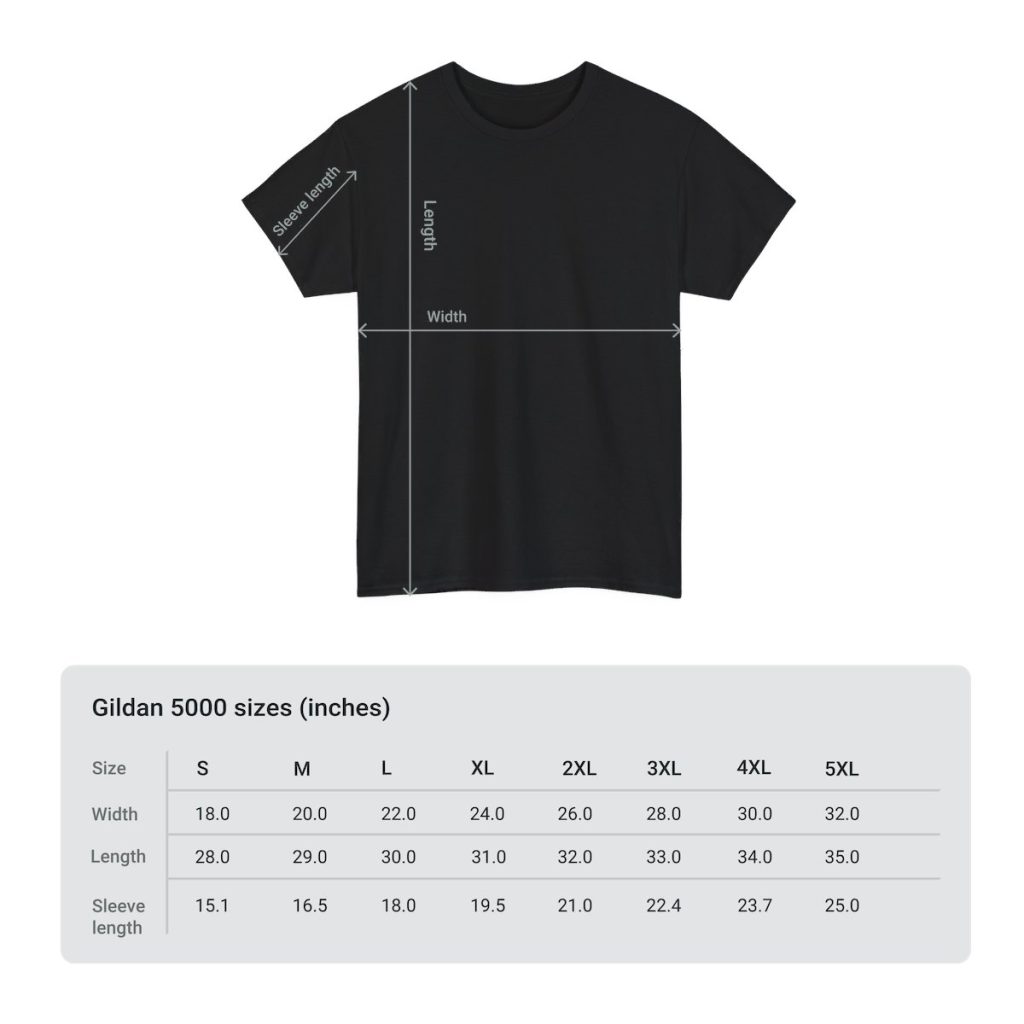 Sleeve length
Length
Width
Gildan 5000 sizes (inches)
Size S M L XL 2XL 3XL 4XL 5XL
Width 18.0 20.0 22.0 24.0 26.0 28.0 30.0 32.0
Length 28.0 29.0 30.0 31.0 32.0 33.0 34.0 35.0
Sleeve length 15.1 16.5 18.0 19.5 21.0 22.4 23.7 25.0